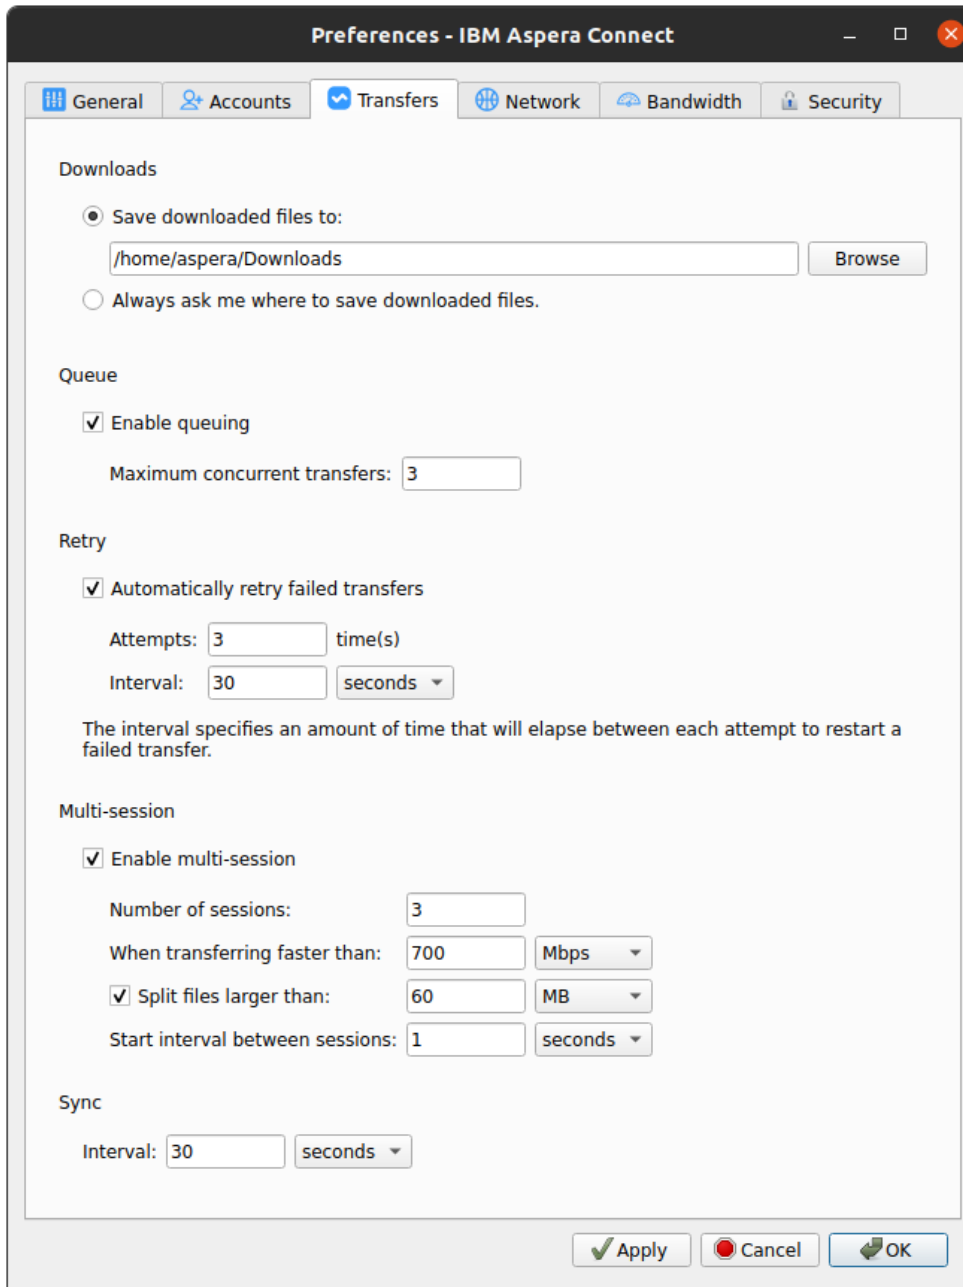 Preferences - IBM Aspera Connect
General Accounts Transfers Network Bandwidth Security
Downloads
Save downloaded files to:
/home/aspera/Downloads Browse
Always ask me where to save downloaded files.
Queue
Enable queuing
Maximum concurrent transfers: 3
Retry
Automatically retry failed transfers
Attempts: 3 time(s)
Interval: 30 seconds
The interval specifies an amount of time that will elapse between each attempt to restart a
failed transfer.
Multi-session
Enable multi-session
Number of sessions: 3
When transferring faster than: 700 Mbps
Split files larger than: 60 MB
Start interval between sessions: 1 seconds
Sync
Interval: 30 seconds
Apply Cancel OK